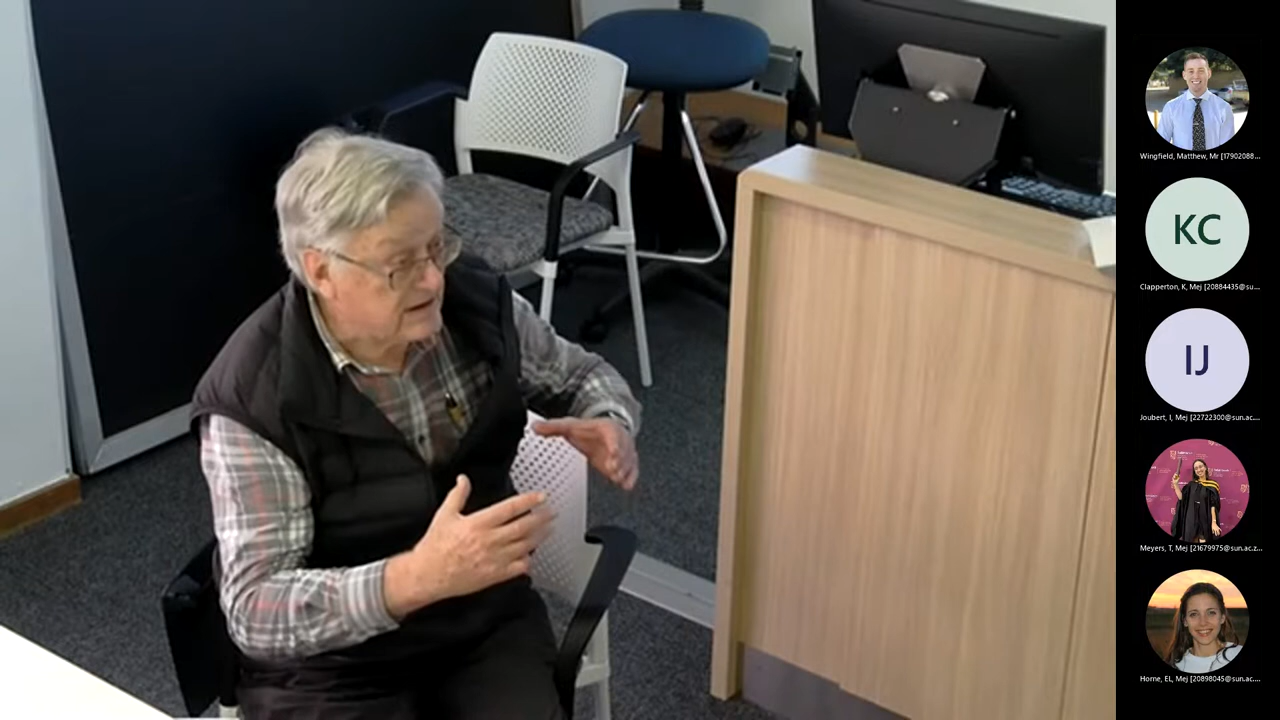 Wingfield, Matthew, Mr [17902088...
KC
Clapperton, K, Mej [20884435@su...
IJ
Joubert, I, Mej [22722300@sun.ac....
Meyers, T, Mej [21679975@sun.ac.z...
Horne, EL, Mej [20898045@sun.ac....